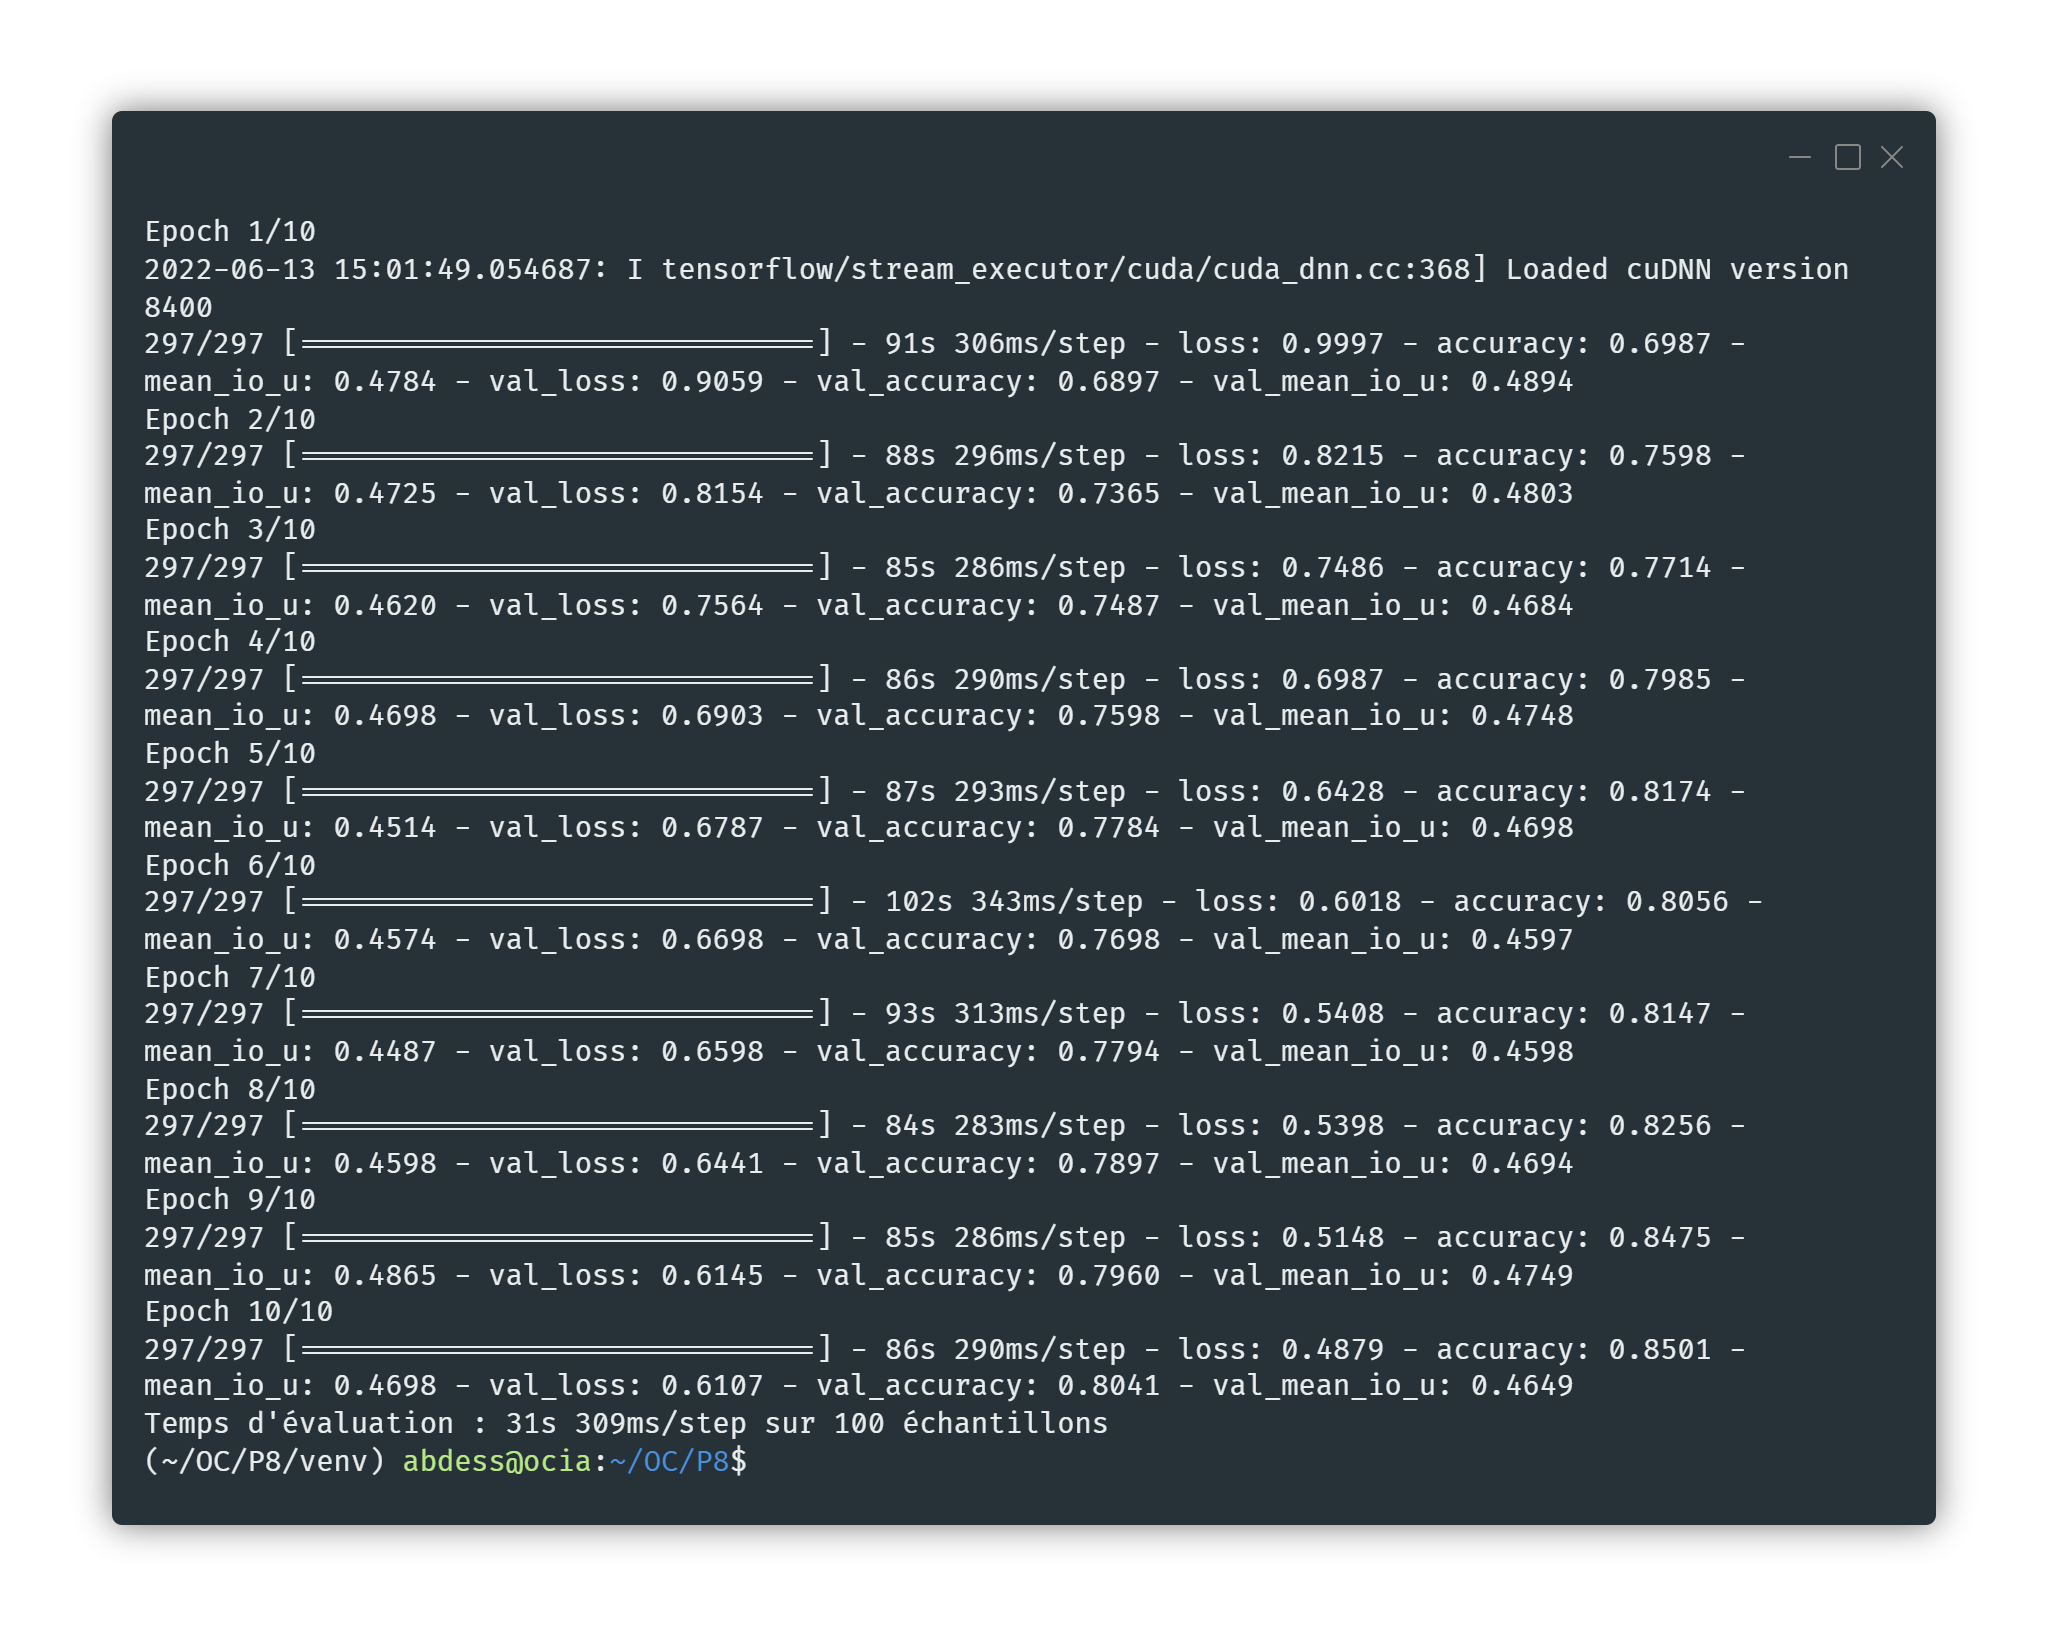 Epoch 1/10
2022-06-13 15:01:49.054687: I tensorflow/stream_executor/cuda/cuda_dnn.cc:368] Loaded cuDNN version
8400
297/297 [==============================] - 91s 306ms/step - loss: 0.9997 - accuracy: 0.6987 -
mean_io_u: 0.4784 - val_loss: 0.9059 - val_accuracy: 0.6897 - val_mean_io_u: 0.4894
Epoch 2/10
297/297 [==============================] - 88s 296ms/step - loss: 0.8215 - accuracy: 0.7598 -
mean_io_u: 0.4725 - val_loss: 0.8154 - val_accuracy: 0.7365 - val_mean_io_u: 0.4803
Epoch 3/10
297/297 [==============================] - 85s 286ms/step - loss: 0.7486 - accuracy: 0.7714 -
mean_io_u: 0.4620 - val_loss: 0.7564 - val_accuracy: 0.7487 - val_mean_io_u: 0.4684
Epoch 4/10
297/297 [==============================] - 86s 290ms/step - loss: 0.6987 - accuracy: 0.7985 -
mean_io_u: 0.4698 - val_loss: 0.6903 - val_accuracy: 0.7598 - val_mean_io_u: 0.4748
Epoch 5/10
297/297 [==============================] - 87s 293ms/step - loss: 0.6428 - accuracy: 0.8174 -
mean_io_u: 0.4514 - val_loss: 0.6787 - val_accuracy: 0.7784 - val_mean_io_u: 0.4698
Epoch 6/10
297/297 [==============================] - 102s 343ms/step - loss: 0.6018 - accuracy: 0.8056 -
mean_io_u: 0.4574 - val_loss: 0.6698 - val_accuracy: 0.7698 - val_mean_io_u: 0.4597
Epoch 7/10
297/297 [==============================] - 93s 313ms/step - loss: 0.5408 - accuracy: 0.8147 -
mean_io_u: 0.4487 - val_loss: 0.6598 - val_accuracy: 0.7794 - val_mean_io_u: 0.4598
Epoch 8/10
297/297 [==============================] - 84s 283ms/step - loss: 0.5398 - accuracy: 0.8256 -
mean_io_u: 0.4598 - val_loss: 0.6441 - val_accuracy: 0.7897 - val_mean_io_u: 0.4694
Epoch 9/10
297/297 [==============================] - 85s 286ms/step - loss: 0.5148 - accuracy: 0.8475 -
mean_io_u: 0.4865 - val_loss: 0.6145 - val_accuracy: 0.7960 - val_mean_io_u: 0.4749
Epoch 10/10
297/297 [==============================] - 86s 290ms/step - loss: 0.4879 - accuracy: 0.8501 -
mean_io_u: 0.4698 - val_loss: 0.6107 - val_accuracy: 0.8041 - val_mean_io_u: 0.4649
Temps d'évaluation : 31s 309ms/step sur 100 échantillons
(~/OC/P8/venv) abdess@ocia:~/OC/P8$